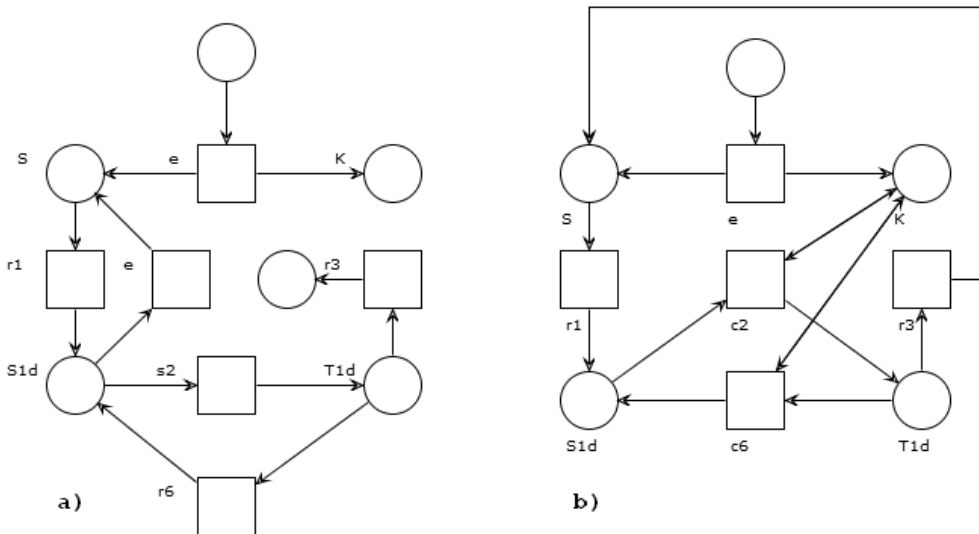 S e K
S e K
r1 e r3
r1 c2 r3
S1d s2 T1d
S1d c6 T1d
r6
a) b)